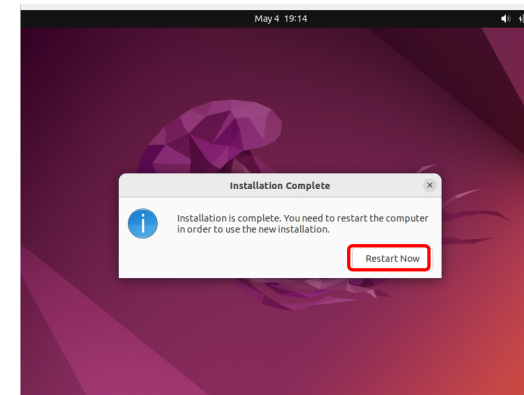 May 4 19:14
Installation Complete
Installation is complete. You need to restart the computer
in order to use the new installation.
Restart Now